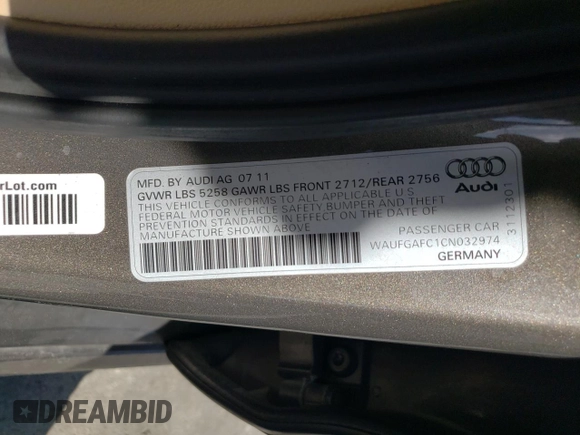 rLot.com
MFD. BY AUDI AG 07 11
GVWR LBS 5258 GAWR LBS FRONT 2712/REAR 2756
THIS VEHICLE CONFORMS TO ALL APPLICABLE U S
FEDERAL MOTOR VEHICLE SAFETY BUMPER AND THEFT
PREVENTION STANDARDS IN EFFECT ON THE DATE OF
MANUFACTURE SHOWN ABOVE
Audi
3112301
PASSENGER CAR
WAUFGAFC1CN032974
GERMANY
DREAMBID